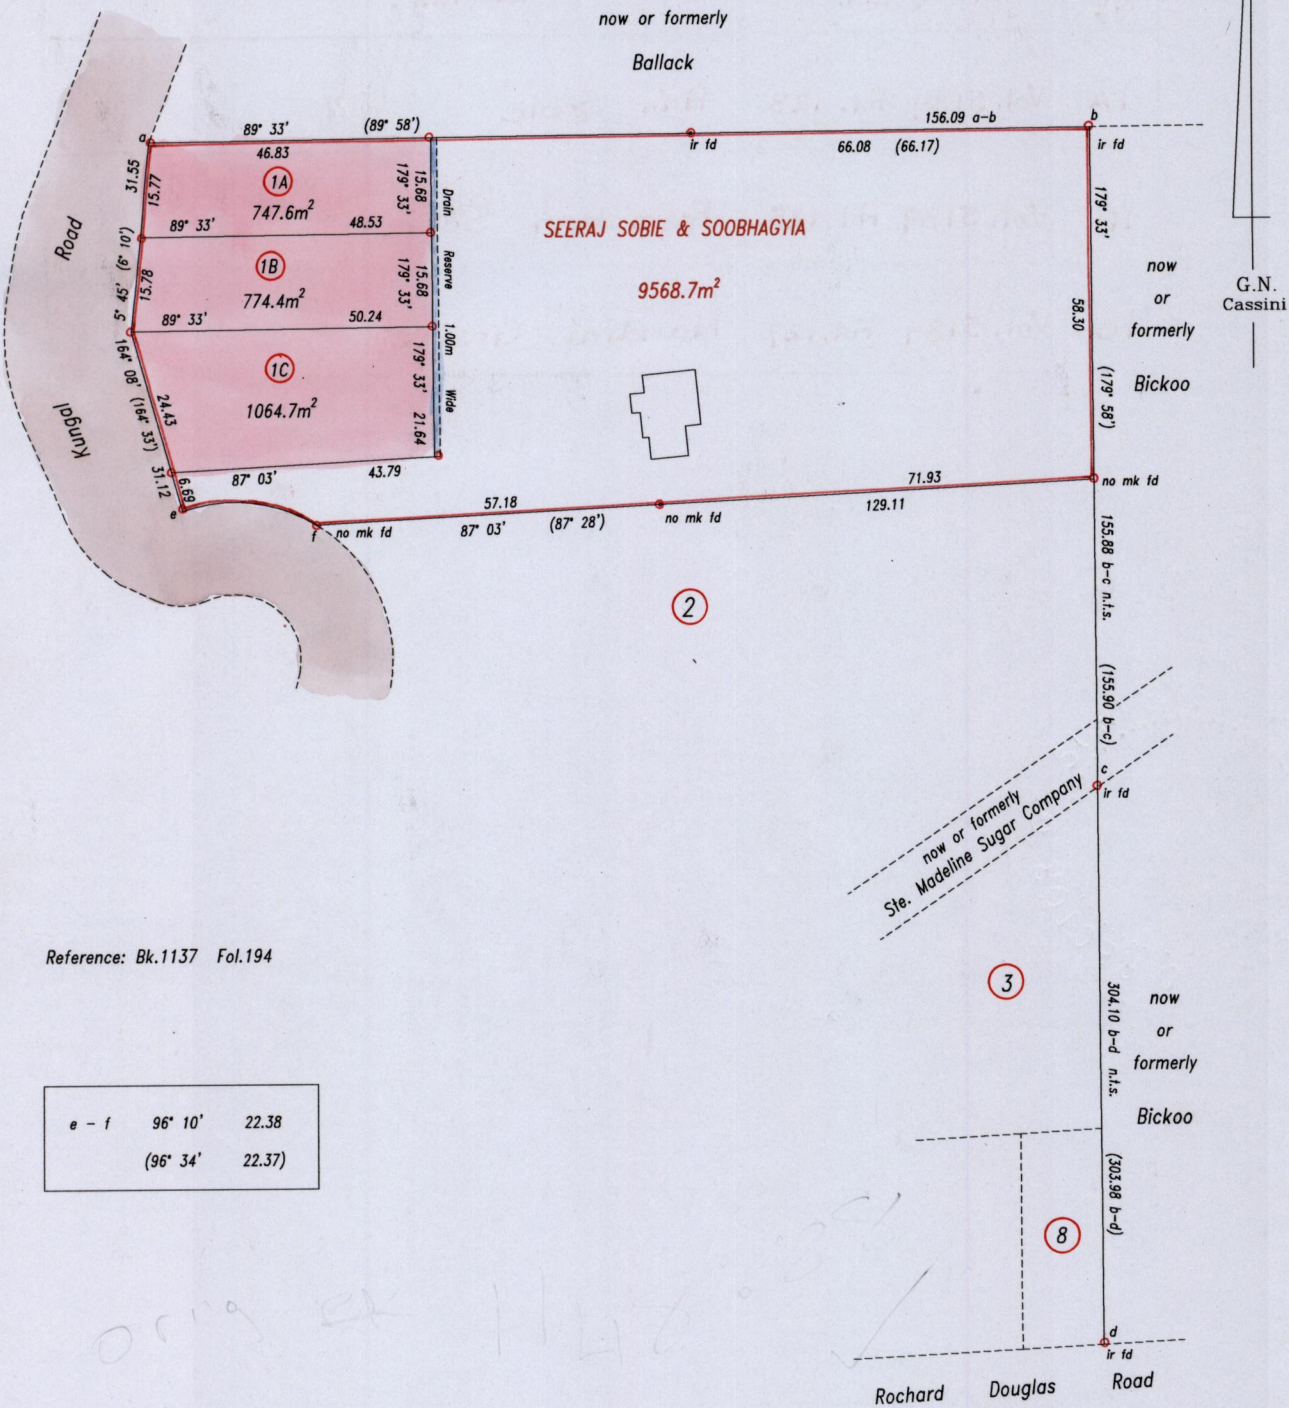 now or formerly
Ballack
a
89° 33' (89° 58')
46.83
156.09 a-b
b
ir fd
66.08 (66.17)
ir fd
31.55
15.77
1A
747.6m²
15.68
179° 33'
Drain Reserve 1.00m Wide
Road
Kungal
5° 45' (6° 10')
15.78
89° 33' 48.53
1B
774.4m²
15.68
179° 33'
SEERAJ SOBIE & SOOBHAGYIA
9568.7m²
179° 33'
58.30
(179° 58')
now
or
formerly
Bickoo
G.N.
Cassini
89° 33' 50.24
1C
1064.7m²
179° 33'
21.64
164° 08' (164° 33')
24.43
31.12
6.69
87° 03' 43.79
e
f
no mk fd
57.18
87° 03' (87° 28')
no mk fd
71.93
129.11
no mk fd
2
155.88 b-c n.t.s.
(155.90 b-c)
c
ir fd
now or formerly
Ste. Madeline Sugar Company
Reference: Bk.1137 Fol.194
3
304.10 b-d n.t.s.
(303.98 b-d)
now
or
formerly
Bickoo
e - f 96° 10' 22.38
(96° 34' 22.37)
8
d
ir fd
Rochard Douglas Road